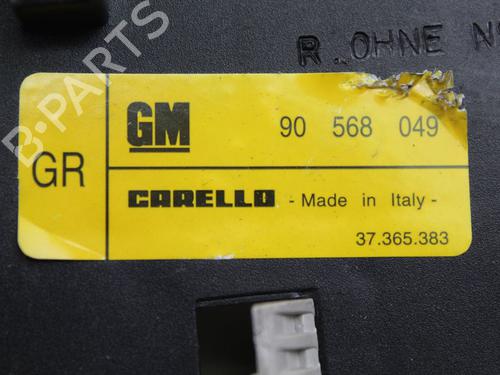 R OHNE N
GR
GM
90 568 049
CARELLO - Made in Italy -
37.365.383
B-PARTS